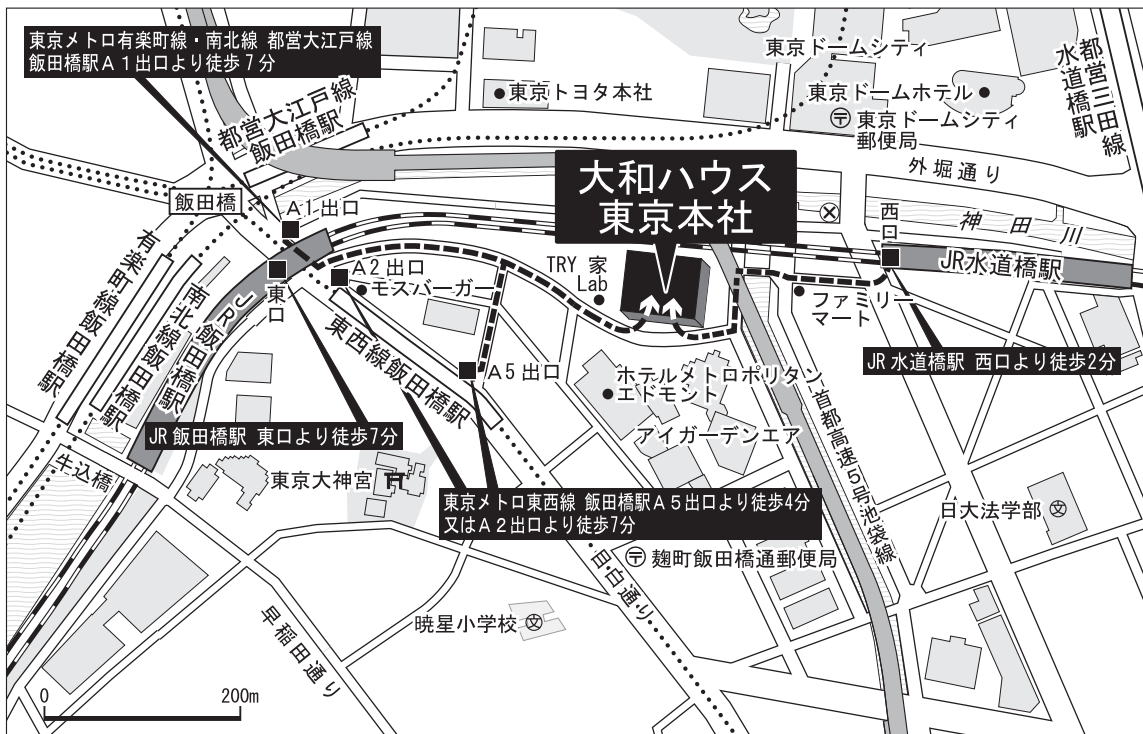 東京メトロ有楽町線・南北線 都営大江戸線
飯田橋駅A1出口より徒歩7分
東京ドームシティ
東京トヨタ本社
東京ドームホテル
東京ドームシティ
郵便局
都営三田線
水道橋駅
都営大江戸線
飯田橋駅
外堀通り
大和ハウス
東京本社
飯田橋
A1出口
西口
神田川
JR水道橋駅
有楽町線飯田橋駅
南北線飯田橋駅
JR飯田橋駅
東口
A2出口
モスバーガー
TRY 家
Lab
ファミリー
マート
東西線飯田橋駅
A5出口
JR水道橋駅 西口より徒歩2分
ホテルメトロポリタン
エドモント
アイガーデンエア
首都高速5号池袋線
JR飯田橋駅 東口より徒歩7分
牛込橋
東京大神宮
東京メトロ東西線 飯田橋駅A5出口より徒歩4分
又はA2出口より徒歩7分
日大法学部
文
〒 麹町飯田橋通郵便局
目白通り
暁星小学校
文
早稲田通り
0 200m